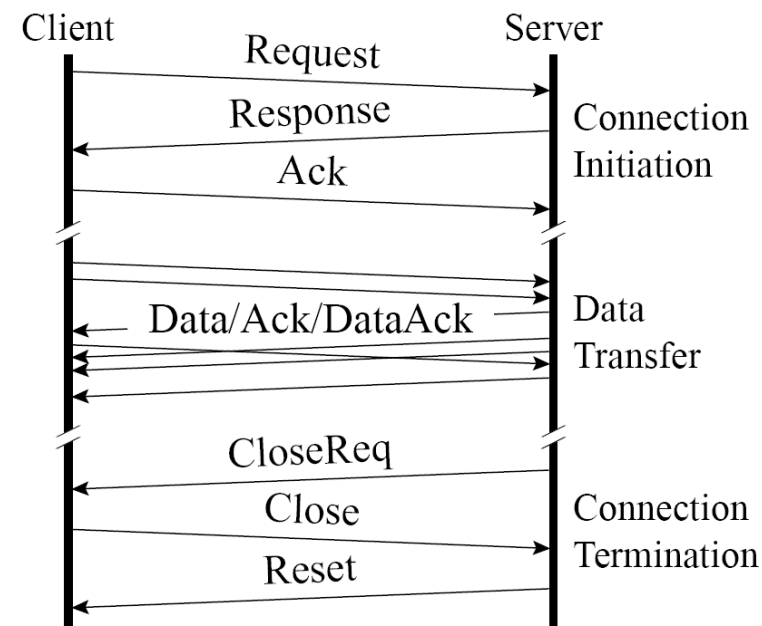 Client
Server
Request
Response
Connection
Initiation
Ack
Data/Ack/DataAck
Data
Transfer
CloseReq
Close
Connection
Termination
Reset